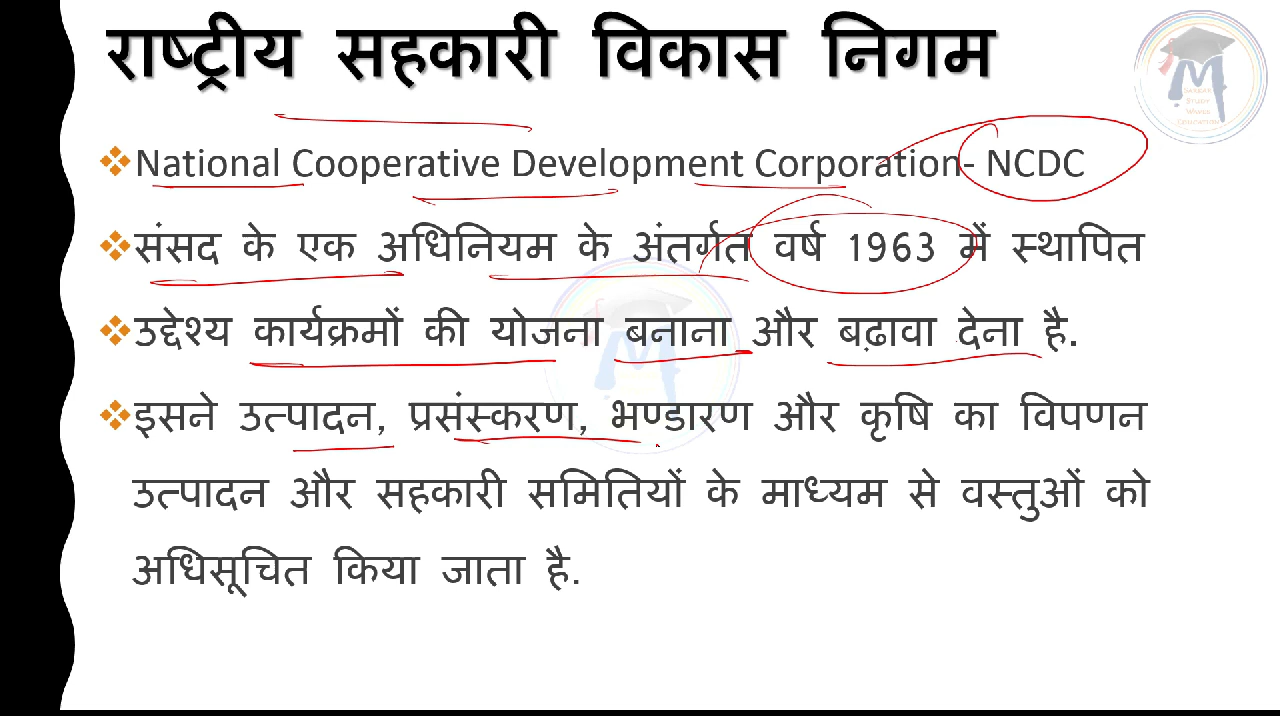 राष्ट्रीय सहकारी विकास निगम
National Cooperative Development Corporation- NCDC
संसद के एक अधिनियम के अंतर्गत वर्ष 1963 में स्थापित
उद्देश्य कार्यक्रमों की योजना बनाना और बढ़ावा देना है.
इसने उत्पादन, प्रसंस्करण, भण्डारण और कृषि का विपणन
उत्पादन और सहकारी समितियों के माध्यम से वस्तुओं को
अधिसूचित किया जाता है.